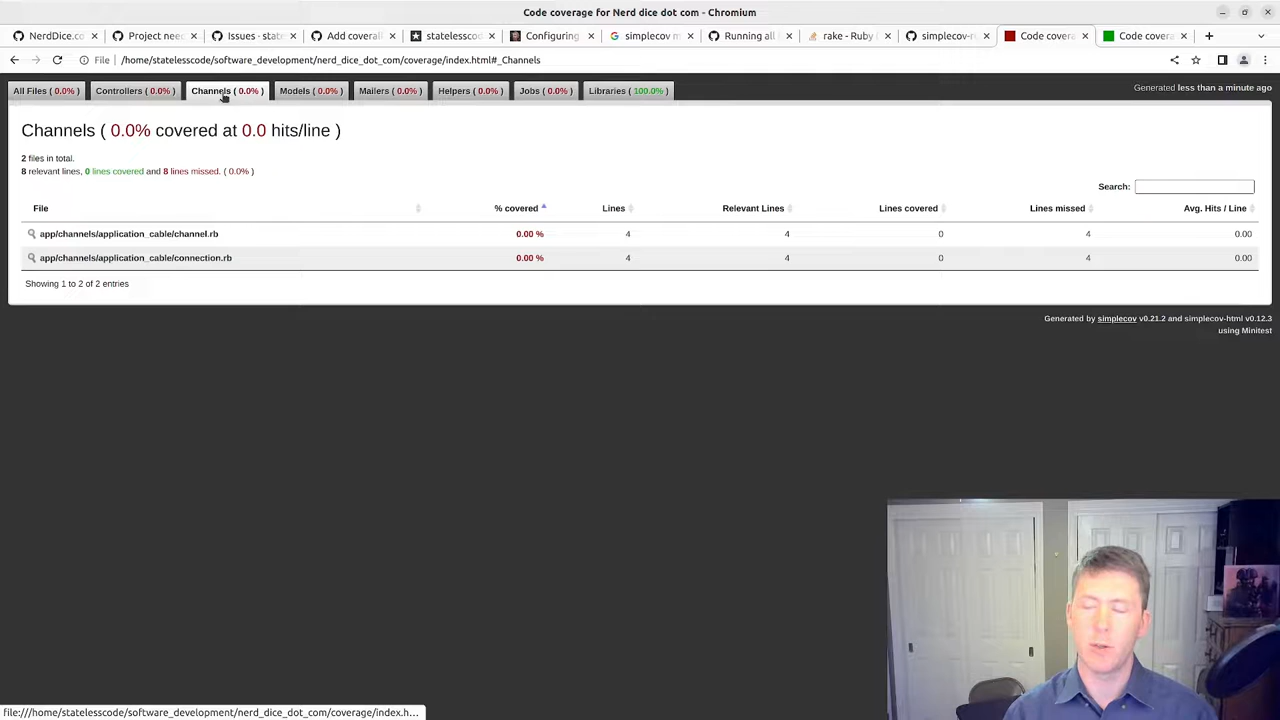 Code coverage for Nerd dice dot com - Chromium
NerdDice.co
Project nee
Issues · state
Add coverall
statelesscode
Configuring
simplecov m
Running all
rake - Ruby
simplecov-r
Code covera
Code covera
File /home/statelesscode/software_development/nerd_dice_dot_com/coverage/index.html#_Channels
All Files ( 0.0% ) Controllers ( 0.0% ) Channels ( 0.0% ) Models ( 0.0% ) Mailers ( 0.0% ) Helpers ( 0.0% ) Jobs ( 0.0% ) Libraries ( 100.0% )
Generated less than a minute ago
Channels ( 0.0% covered at 0.0 hits/line )
2 files in total.
8 relevant lines, 0 lines covered and 8 lines missed. ( 0.0% )
Search:
File % covered Lines Relevant Lines Lines covered Lines missed Avg. Hits / Line
app/channels/application_cable/channel.rb 0.00 % 4 4 0 4 0.00
app/channels/application_cable/connection.rb 0.00 % 4 4 0 4 0.00
Showing 1 to 2 of 2 entries
Generated by simplecov v0.21.2 and simplecov-html v0.12.3
using Minitest
file:///home/statelesscode/software_development/nerd_dice_dot_com/coverage/index.h...